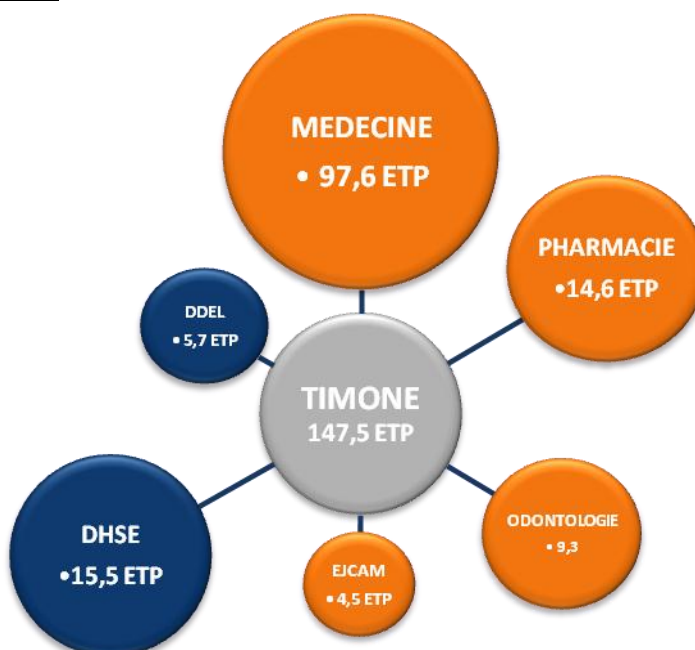 MEDECINE
• 97,6 ETP
PHARMACIE
•14,6 ETP
DDEL
• 5,7 ETP
TIMONE
147,5 ETP
ODONTOLOGIE
• 9,3
DHSE
•15,5 ETP
EJCAM
• 4,5 ETP